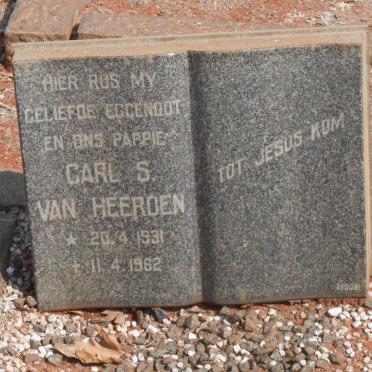 HIER RUS MY
GELIEFDE EGGENOOT
EN ONS PAPPIE
CARL S.
VAN HEERDEN
* 20.4.1931
† 11.4.1962
TOT JESUS KOM